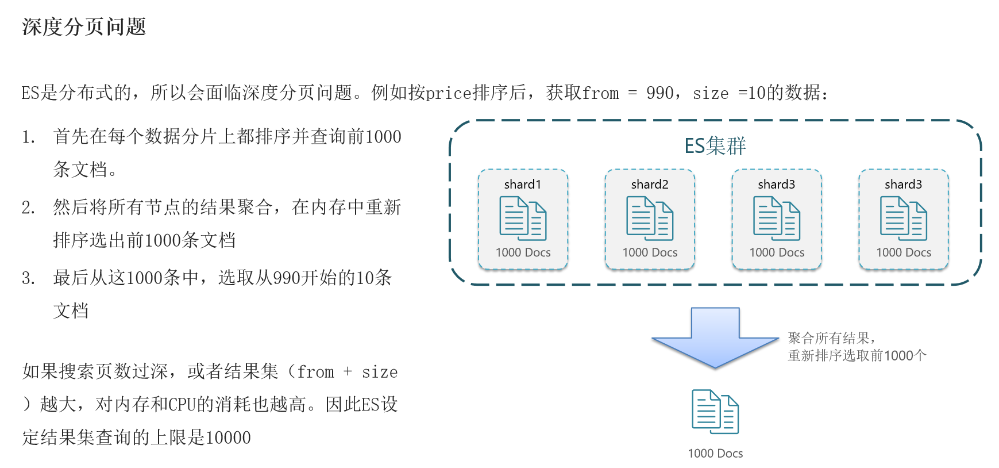 深度分页问题
ES是分布式的，所以会面临深度分页问题。例如按price排序后，获取from = 990，size =10的数据：
1. 首先在每个数据分片上都排序并查询前1000
条文档。
2. 然后将所有节点的结果聚合，在内存中重新
排序选出前1000条文档
3. 最后从这1000条中，选取从990开始的10条
文档
如果搜索页数过深，或者结果集（from + size
）越大，对内存和CPU的消耗也越高。因此ES设
定结果集查询的上限是10000
ES集群
shard1
1000 Docs
shard2
1000 Docs
shard3
1000 Docs
shard3
1000 Docs
聚合所有结果，
重新排序选取前1000个
1000 Docs